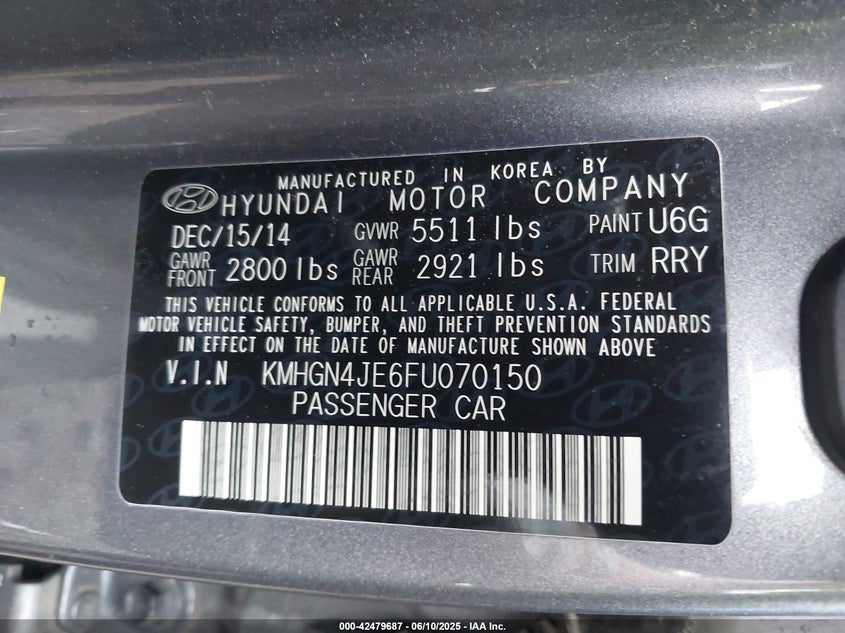 MANUFACTURED IN KOREA BY
HYUNDAI MOTOR COMPANY
DEC/15/14 GVWR 5511 lbs PAINT U6G
GAWR FRONT 2800 lbs GAWR REAR 2921 lbs TRIM RRY
THIS VEHICLE CONFORMS TO ALL APPLICABLE U.S.A. FEDERAL
MOTOR VEHICLE SAFETY, BUMPER, AND THEFT PREVENTION STANDARDS
IN EFFECT ON THE DATE OF MANUFACTURE SHOWN ABOVE
V.I.N KMHGN4JE6FU070150
PASSENGER CAR
000-42479687 - 06/10/2025 - IAA Inc.